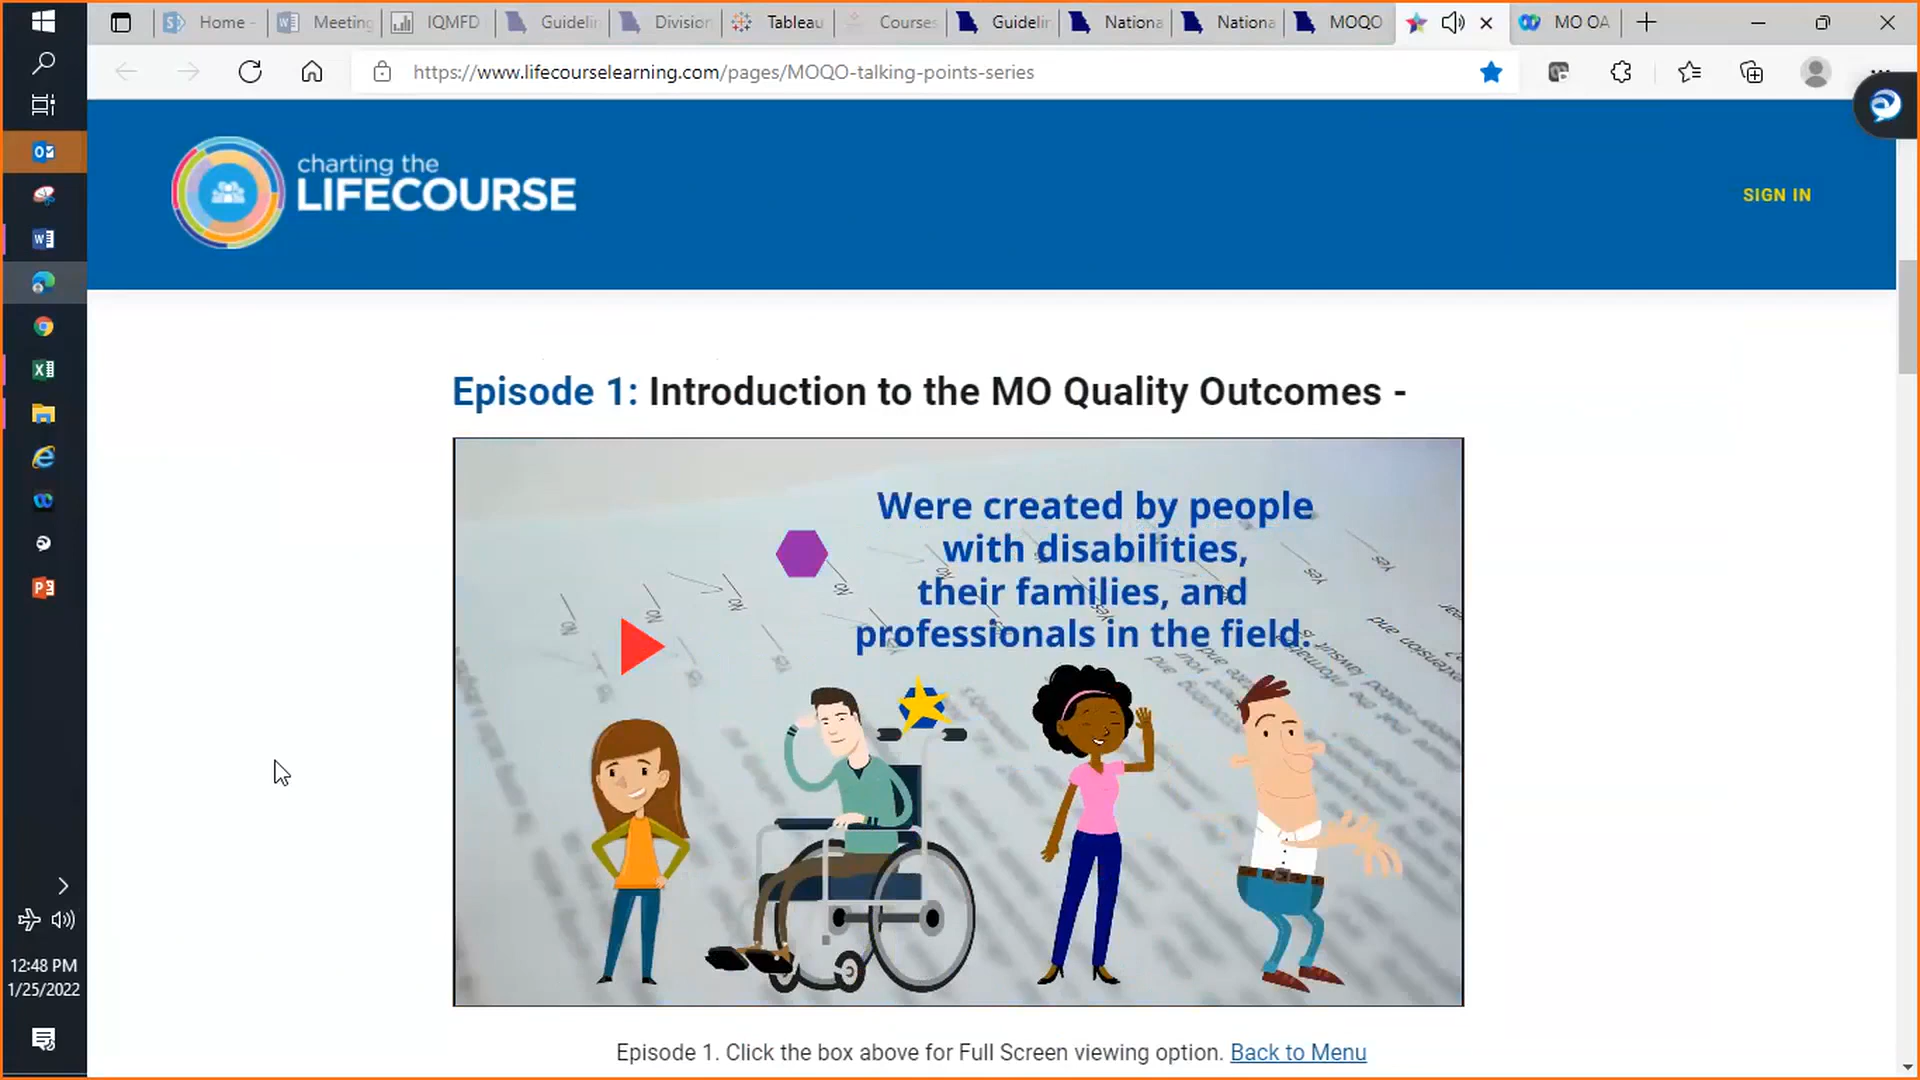 Home -
Meeting
IQMFD
Guidelin
Division
Tableau
Courses
Guidelin
Nationa
Nationa
MOQO
MO OA
https://www.lifecourselearning.com/pages/MOQO-talking-points-series
charting the
LIFECOURSE
SIGN IN
Episode 1: Introduction to the MO Quality Outcomes -
Were created by people
with disabilities,
their families, and
professionals in the field.
12:48 PM
1/25/2022
Episode 1. Click the box above for Full Screen viewing option. Back to Menu